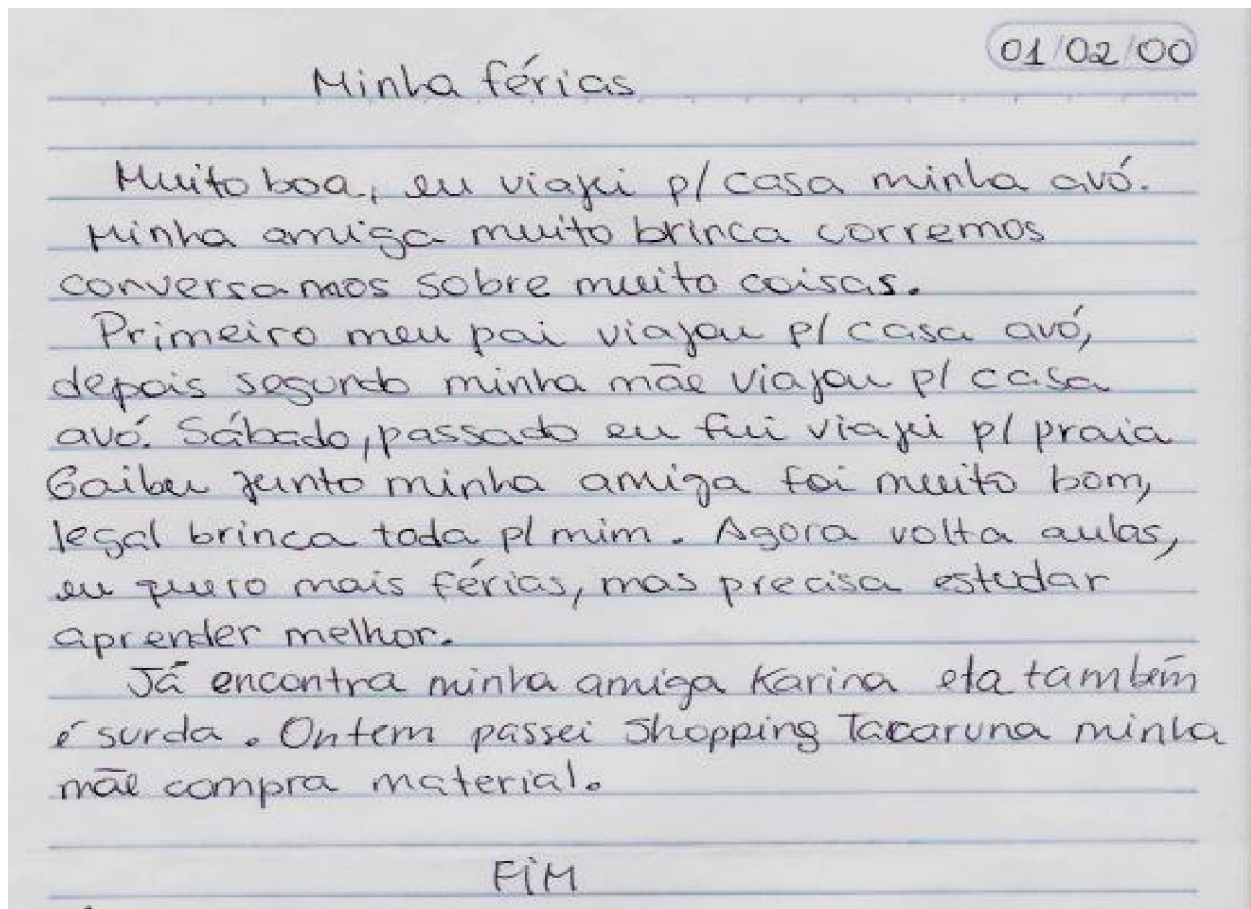 01/02/00
Minha férias
Muito boa, eu viajei p/ casa minha avó.
Minha amiga muito brinca corremos
conversamos sobre muito coisas.
Primeiro meu pai viajou p/ casa avó,
depois segundo minha mãe viajou p/ casa
avó. Sábado, passado eu fui viajei p/ praia
Gaibu junto minha amiga foi muito bom,
legal brinca toda p/ mim. Agora volta aulas,
eu quero mais férias, mas precisa estudar
aprender melhor.
Já encontra minha amiga Karina ela também
é surda. Ontem passei Shopping Tacaruna minha
mãe compra material.
FIM